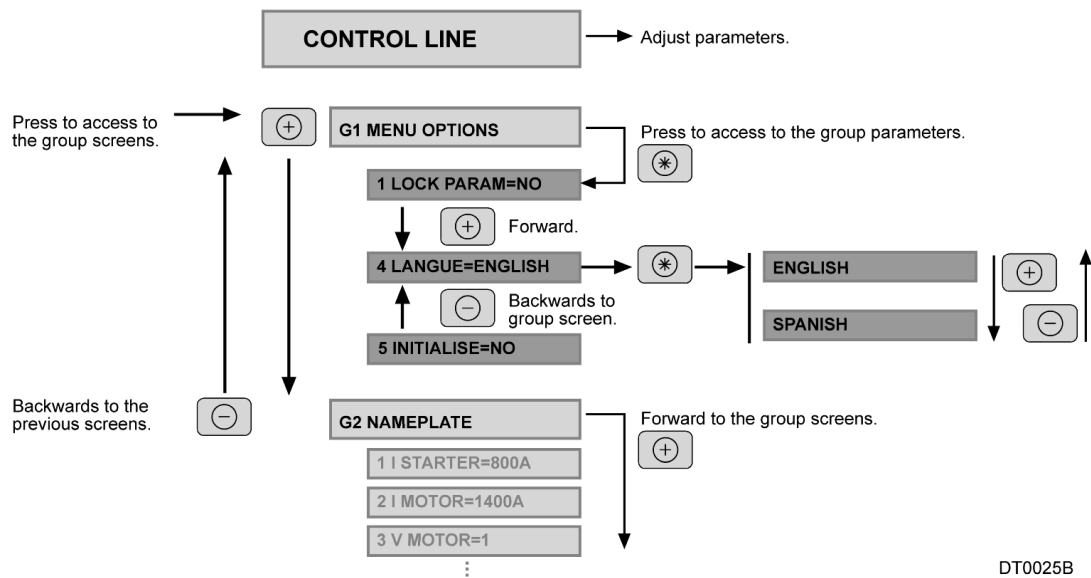 CONTROL LINE
Adjust parameters.
Press to access to
the group screens.
G1 MENU OPTIONS
Press to access to the group parameters.
1 LOCK PARAM=NO
Forward.
4 LANGUE=ENGLISH
Backwards to
group screen.
5 INITIALISE=NO
ENGLISH
SPANISH
Backwards to the
previous screens.
G2 NAMEPLATE
Forward to the group screens.
1 I STARTER=800A
2 I MOTOR=1400A
3 V MOTOR=1
DT0025B